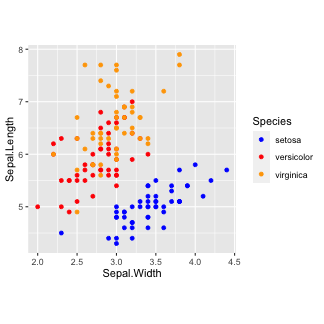 8
7
6
5
Sepal.Length
2.0 2.5 3.0 3.5 4.0 4.5
Sepal.Width
Species
setosa
versicolor
virginica